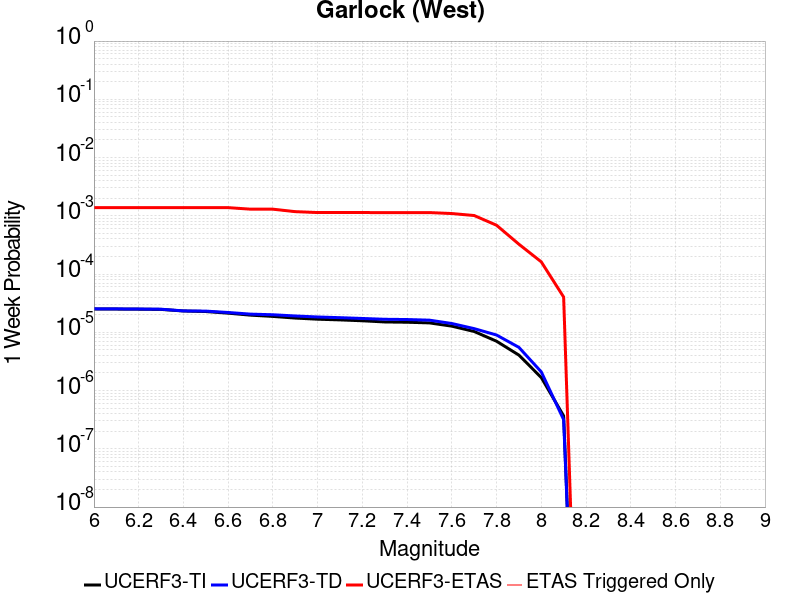 Garlock (West)
10^0
10^-1
10^-2
10^-3
10^-4
10^-5
10^-6
10^-7
10^-8
1 Week Probability
6 6.2 6.4 6.6 6.8 7 7.2 7.4 7.6 7.8 8 8.2 8.4 8.6 8.8 9
Magnitude
UCERF3-TI UCERF3-TD UCERF3-ETAS ETAS Triggered Only